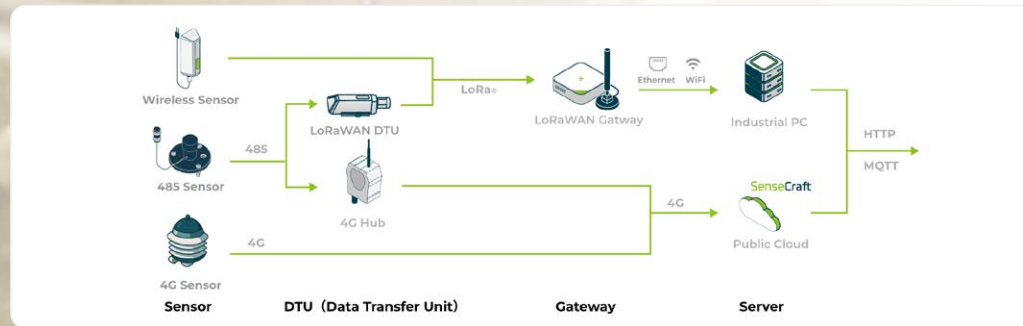 Wireless Sensor
485 Sensor
4G Sensor
485
4G
LoRaWAN DTU
4G Hub
LoRa®
LoRaWAN Gatway
Ethernet
WiFi
4G
Industrial PC
SenseCraft
Public Cloud
HTTP
MQTT
Sensor
DTU（Data Transfer Unit）
Gateway
Server